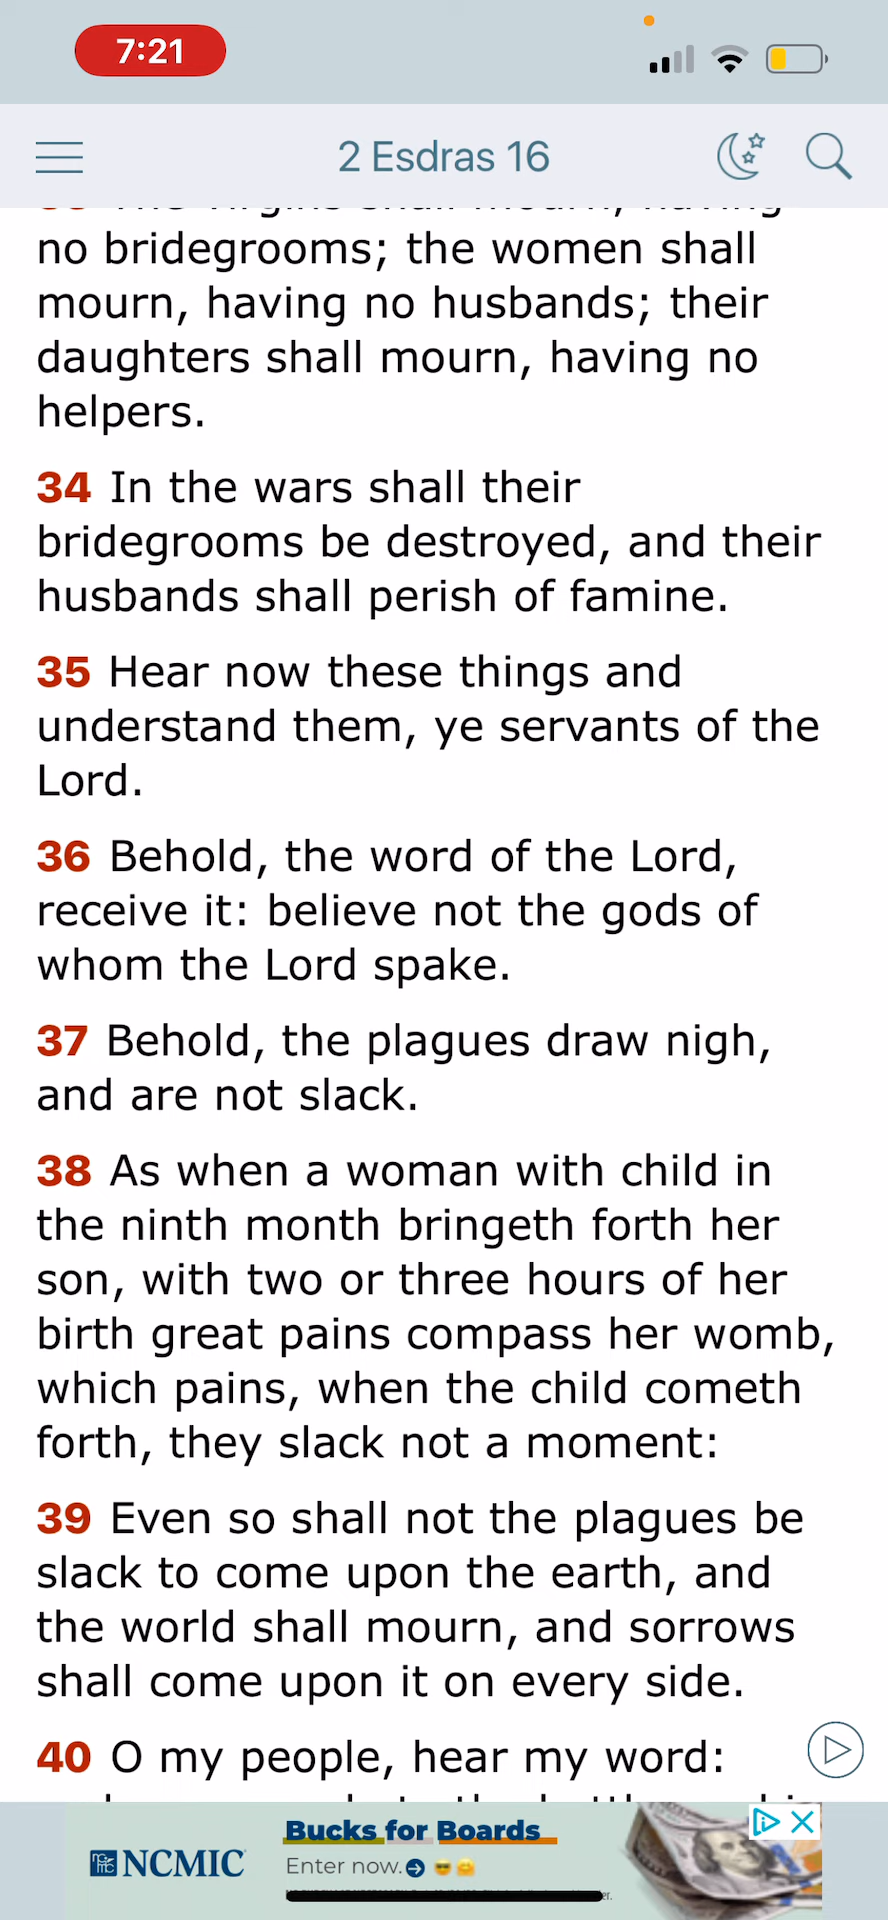 7:21
2 Esdras 16
no bridegrooms; the women shall
mourn, having no husbands; their
daughters shall mourn, having no
helpers.
34 In the wars shall their
bridegrooms be destroyed, and their
husbands shall perish of famine.
35 Hear now these things and
understand them, ye servants of the
Lord.
36 Behold, the word of the Lord,
receive it: believe not the gods of
whom the Lord spake.
37 Behold, the plagues draw nigh,
and are not slack.
38 As when a woman with child in
the ninth month bringeth forth her
son, with two or three hours of her
birth great pains compass her womb,
which pains, when the child cometh
forth, they slack not a moment:
39 Even so shall not the plagues be
slack to come upon the earth, and
the world shall mourn, and sorrows
shall come upon it on every side.
40 O my people, hear my word:
NCMIC
Bucks for Boards
Enter now.